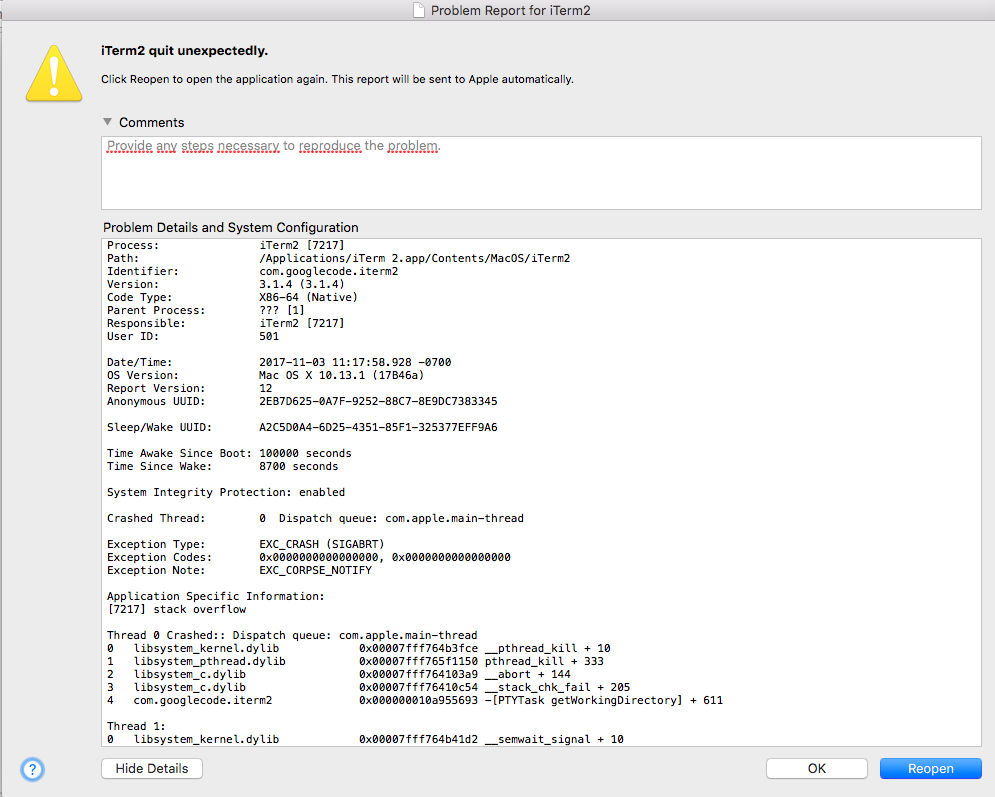 Problem Report for iTerm2
iTerm2 quit unexpectedly.
Click Reopen to open the application again. This report will be sent to Apple automatically.
Comments
Provide any steps necessary to reproduce the problem.
Problem Details and System Configuration
Process: iTerm2 [7217]
Path: /Applications/iTerm 2.app/Contents/MacOS/iTerm2
Identifier: com.googlecode.iterm2
Version: 3.1.4 (3.1.4)
Code Type: X86-64 (Native)
Parent Process: ??? [1]
Responsible: iTerm2 [7217]
User ID: 501
Date/Time: 2017-11-03 11:17:58.928 -0700
OS Version: Mac OS X 10.13.1 (17B46a)
Report Version: 12
Anonymous UUID: 2EB7D625-0A7F-9252-88C7-8E9DC7383345
Sleep/Wake UUID: A2C5D0A4-6D25-4351-85F1-325377EFF9A6
Time Awake Since Boot: 100000 seconds
Time Since Wake: 8700 seconds
System Integrity Protection: enabled
Crashed Thread: 0 Dispatch queue: com.apple.main-thread
Exception Type: EXC_CRASH (SIGABRT)
Exception Codes: 0x0000000000000000, 0x0000000000000000
Exception Note: EXC_CORPSE_NOTIFY
Application Specific Information:
[7217] stack overflow
Thread 0 Crashed:: Dispatch queue: com.apple.main-thread
0 libsystem_kernel.dylib 0x00007fff764b3fce __pthread_kill + 10
1 libsystem_pthread.dylib 0x00007fff765f1150 pthread_kill + 333
2 libsystem_c.dylib 0x00007fff764103a9 __abort + 144
3 libsystem_c.dylib 0x00007fff76410c54 __stack_chk_fail + 205
4 com.googlecode.iterm2 0x000000010a955693 -[PTYTask getWorkingDirectory] + 611
Thread 1:
0 libsystem_kernel.dylib 0x00007fff764b41d2 __semwait_signal + 10
?
Hide Details
OK
Reopen